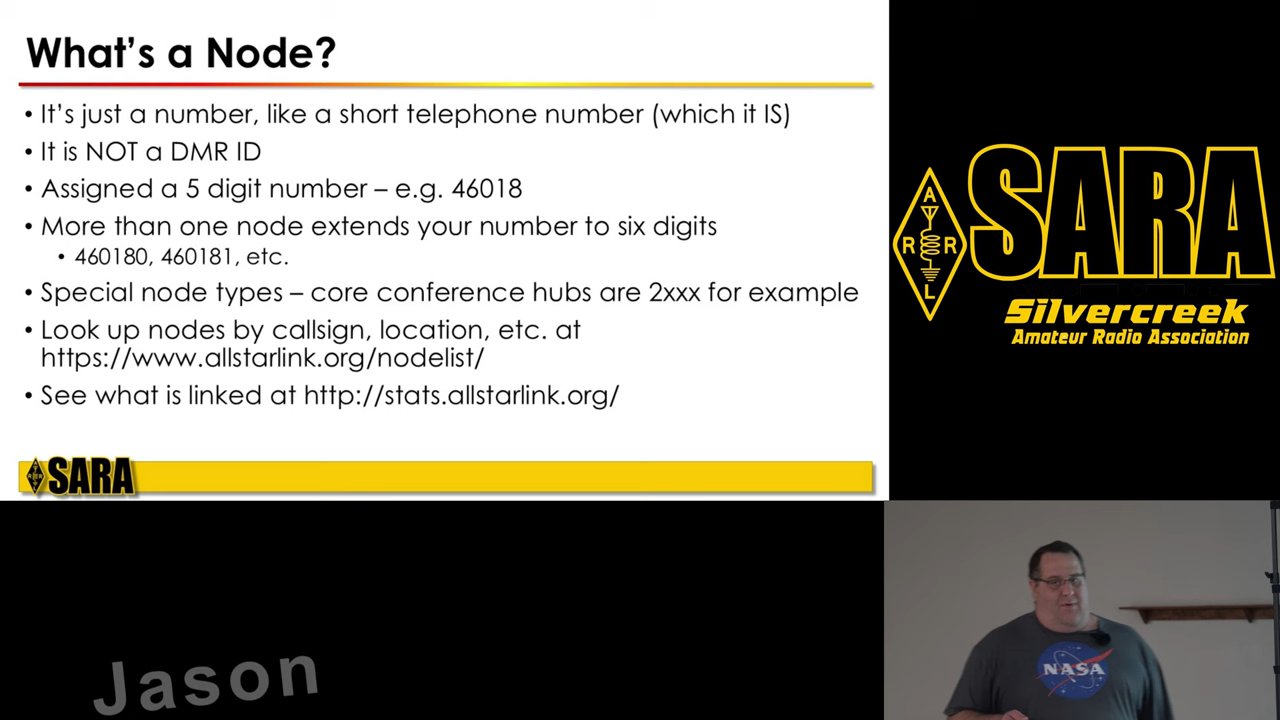 What's a Node?
• It's just a number, like a short telephone number (which it IS)
• It is NOT a DMR ID
• Assigned a 5 digit number – e.g. 46018
• More than one node extends your number to six digits
• 460180, 460181, etc.
• Special node types – core conference hubs are 2xxx for example
• Look up nodes by callsign, location, etc. at
https://www.allstarlink.org/nodelist/
• See what is linked at http://stats.allstarlink.org/
SARA
A
R R
L
SARA
Silvercreek
Amateur Radio Association
Jason
NASA